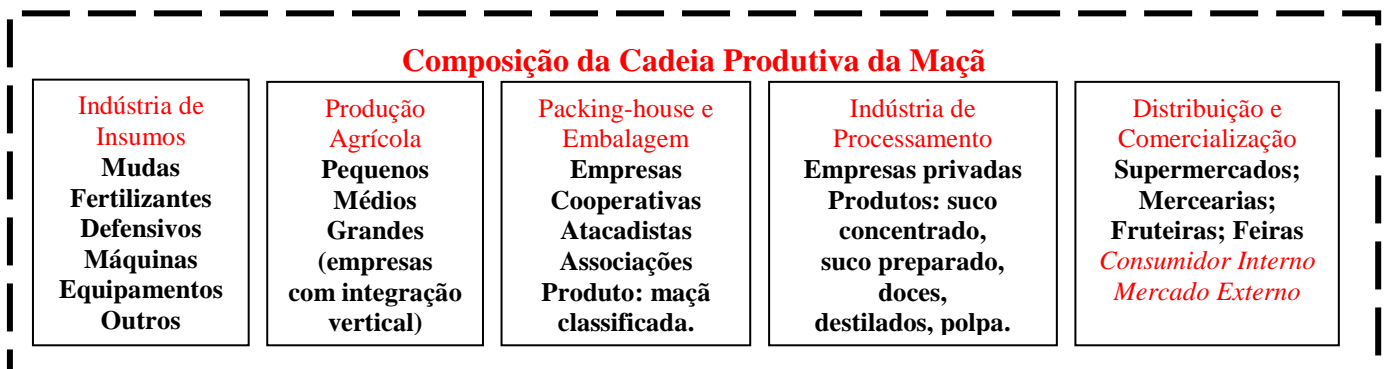 Composição da Cadeia Produtiva da Maçã
Indústria de
Insumos
Mudas
Fertilizantes
Defensivos
Máquinas
Equipamentos
Outros
Produção
Agrícola
Pequenos
Médios
Grandes
(empresas
com integração
vertical)
Packing-house e
Embalagem
Empresas
Cooperativas
Atacadistas
Associações
Produto: maçã
classificada.
Indústria de
Processamento
Empresas privadas
Produtos: suco
concentrado,
suco preparado,
doces,
destilados, polpa.
Distribuição e
Comercialização
Supermercados;
Mercearias;
Fruteiras; Feiras
Consumidor Interno
Mercado Externo